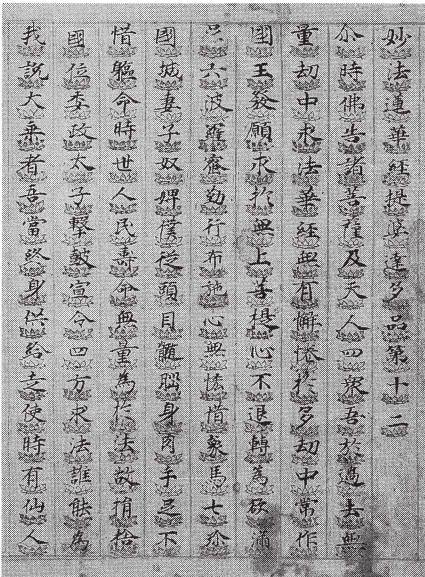 妙法蓮華経提婆達多品第十二
尒時佛告諸菩薩及天人四衆吾於過去無
量劫中求法華経無有懈惓於多劫中常作
國王發願求於無上菩提心不退轉為欲滿
足六波羅蜜勤行布施心無悋惜象馬七珎
國城妻子奴婢僕従頭目髓脳身肉手足不
惜軀命時世人民壽命無量為於法故捐捨
國位委政太子擊皷宣令四方求法誰能為
我說大乗者吾當終身供給走使時有仙人